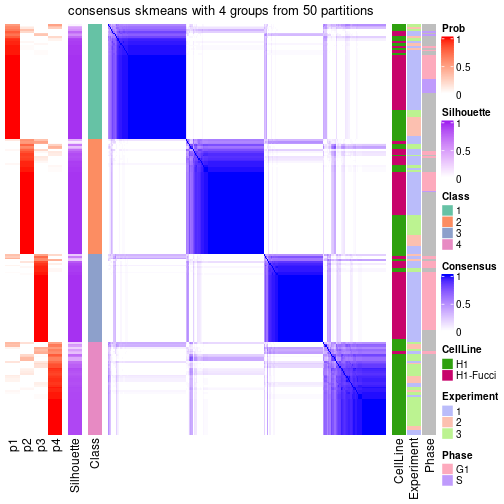 consensus skmeans with 4 groups from 50 partitions
Prob
1
0.5
0
Silhouette
1
0.5
0
Class
1
2
3
4
Consensus
1
0.5
0
CellLine
H1
H1-Fucci
Experiment
1
2
3
Phase
G1
S
p1
p2
p3
p4
Silhouette
Class
CellLine
Experiment
Phase